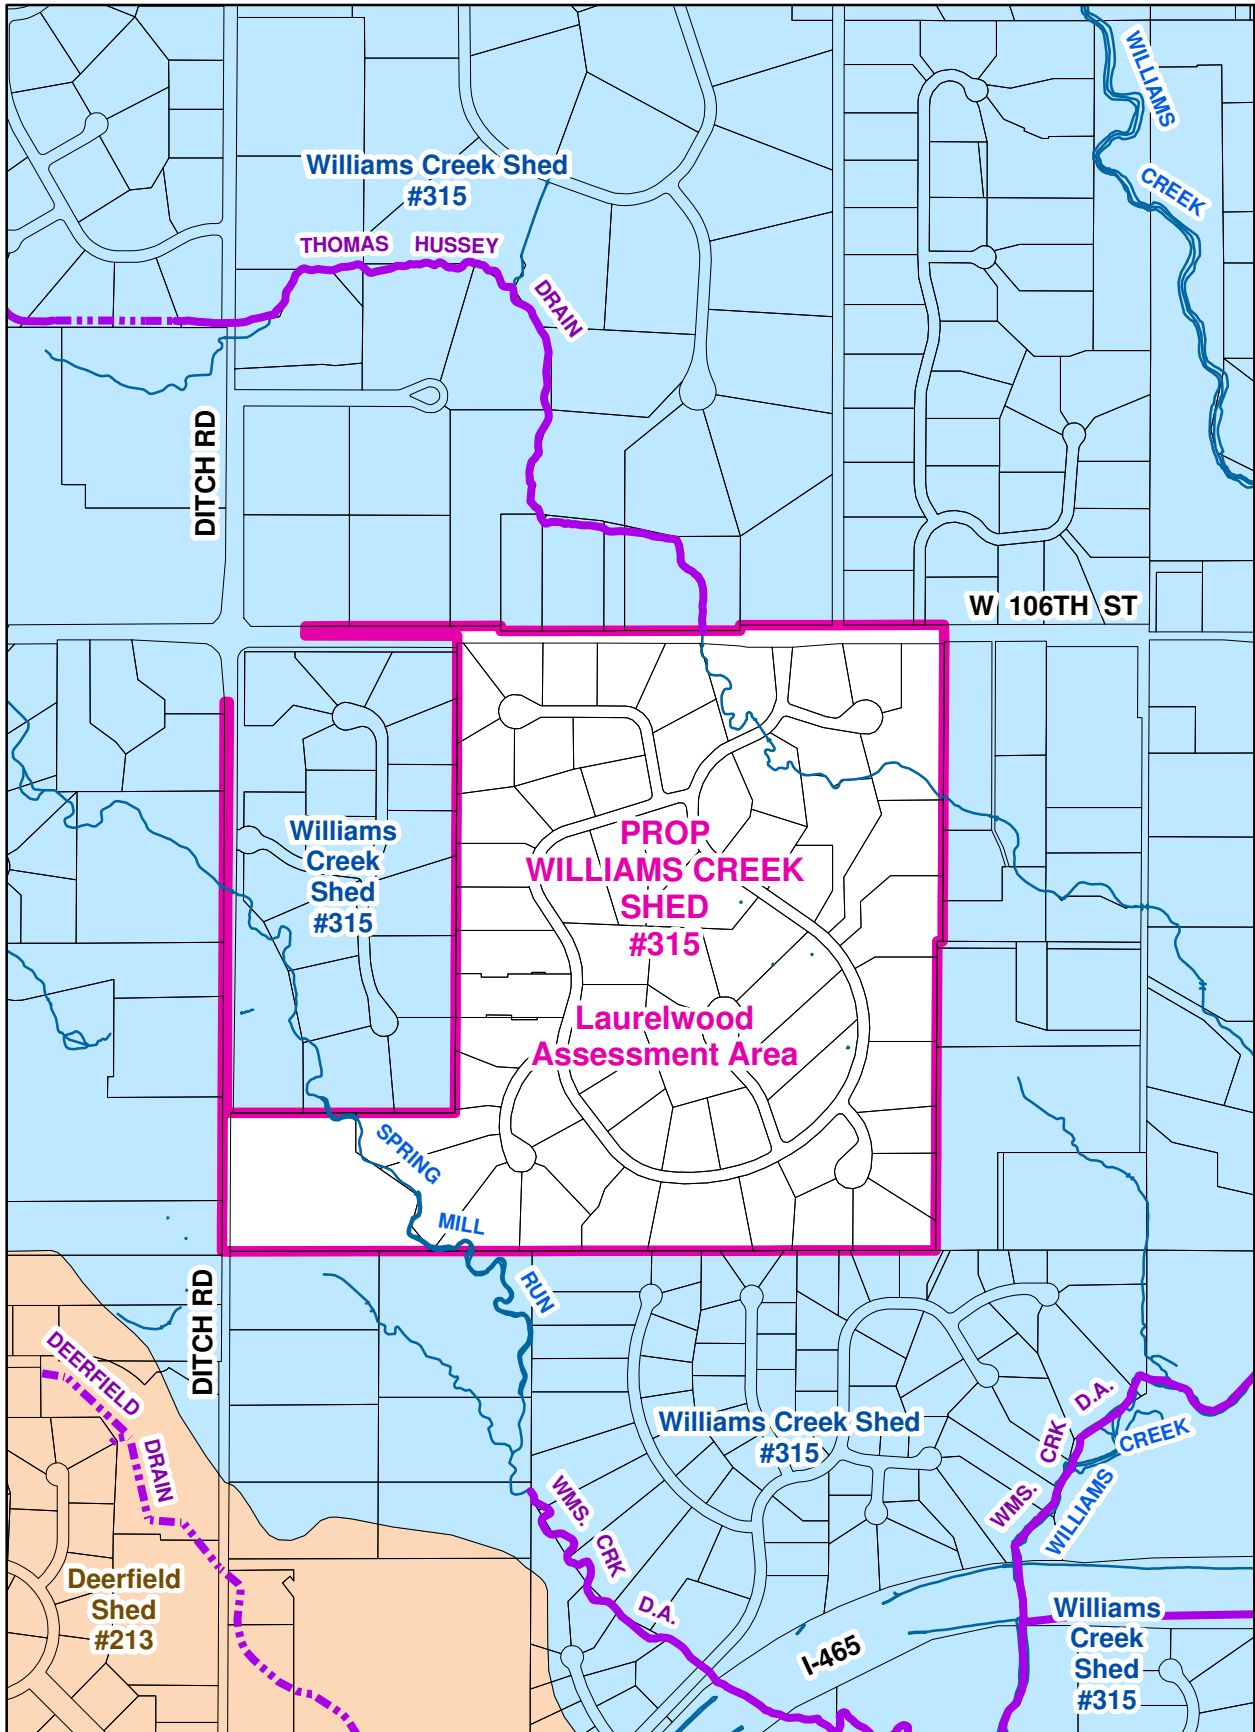 WILLIAMS
CREEK
Williams Creek Shed
#315
THOMAS HUSSEY
DRAIN
DITCH RD
W 106TH ST
Williams
Creek
Shed
#315
PROP
WILLIAMS CREEK
SHED
#315
Laurelwood
Assessment Area
SPRING
MILL
RUN
DITCH RD
DEERFIELD
DRAIN
Williams Creek Shed
#315
WMS. CRK D.A.
WILLIAMS CREEK
WMS. CRK D.A.
Deerfield
Shed
#213
I-465
Williams
Creek
Shed
#315